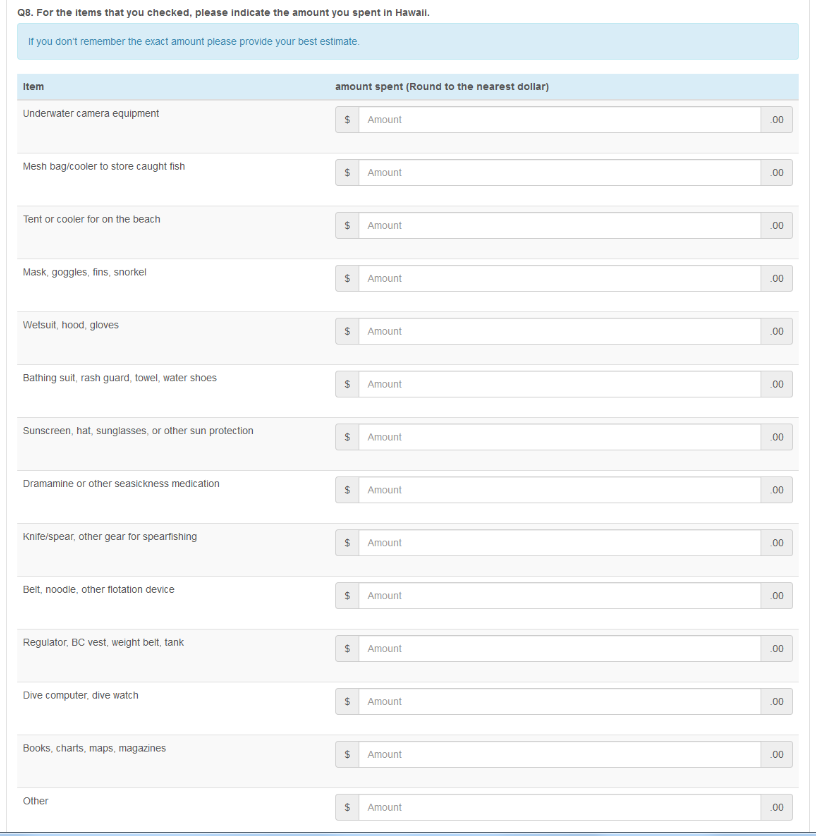 Q8. For the items that you checked, please indicate the amount you spent in Hawaii.
If you don't remember the exact amount please provide your best estimate.
Item amount spent (Round to the nearest dollar)
Underwater camera equipment $ Amount .00
Mesh bag/cooler to store caught fish $ Amount .00
Tent or cooler for on the beach $ Amount .00
Mask, goggles, fins, snorkel $ Amount .00
Wetsuit, hood, gloves $ Amount .00
Bathing suit, rash guard, towel, water shoes $ Amount .00
Sunscreen, hat, sunglasses, or other sun protection $ Amount .00
Dramamine or other seasickness medication $ Amount .00
Knife/spear, other gear for spearfishing $ Amount .00
Belt, noodle, other flotation device $ Amount .00
Regulator, BC vest, weight belt, tank $ Amount .00
Dive computer, dive watch $ Amount .00
Books, charts, maps, magazines $ Amount .00
Other $ Amount .00